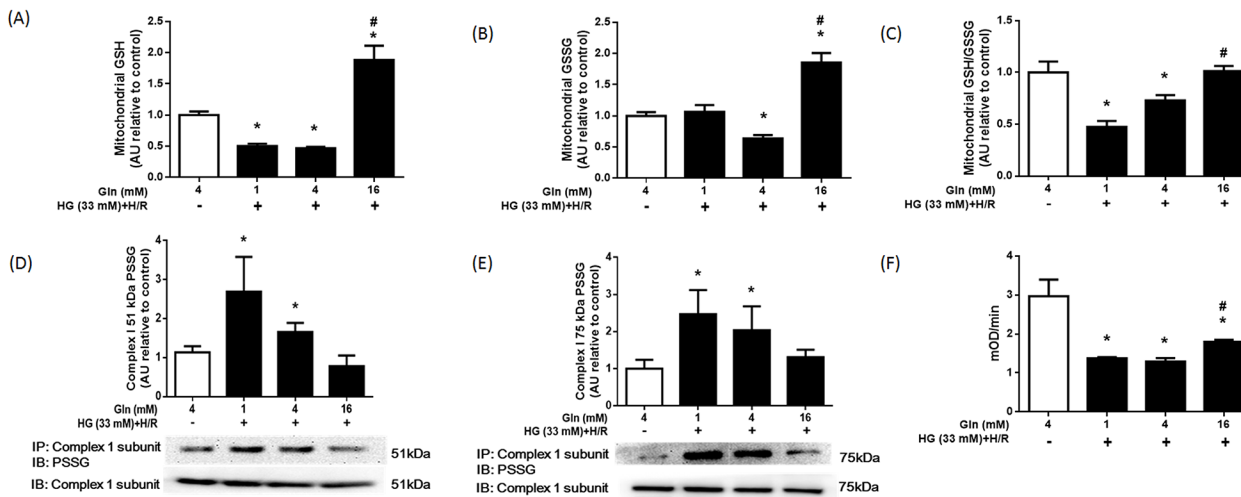 (A)
Mitochondrial GSH
(AU relative to control)
2.5
2.0
1.5
1.0
0.5
0.0
*
*
#
*
Gln (mM) 4 1 4 16
HG (33 mM)+H/R - + + +
(B)
Mitochondrial GSSG
(AU relative to control)
2.5
2.0
1.5
1.0
0.5
0.0
*
#
*
Gln (mM) 4 1 4 16
HG (33 mM)+H/R - + + +
(C)
Mitochondrial GSH/GSSG
(AU relative to control)
1.5
1.0
0.5
0.0
*
*
#
Gln (mM) 4 1 4 16
HG (33 mM)+H/R - + + +
(D)
Complex I 51 kDa PSSG
(AU relative to control)
4
3
2
1
0
*
*
Gln (mM) 4 1 4 16
HG (33 mM)+H/R - + + +
IP: Complex 1 subunit 51kDa
IB: PSSG
IB: Complex 1 subunit 51kDa
(E)
Complex I 75 kDa PSSG
(AU relative to control)
4
3
2
1
0
*
*
Gln (mM) 4 1 4 16
HG (33 mM)+H/R - + + +
IP: Complex 1 subunit 75kDa
IB: PSSG
IB: Complex 1 subunit 75kDa
(F)
mOD/min
4
3
2
1
0
*
*
#
*
Gln (mM) 4 1 4 16
HG (33 mM)+H/R - + + +